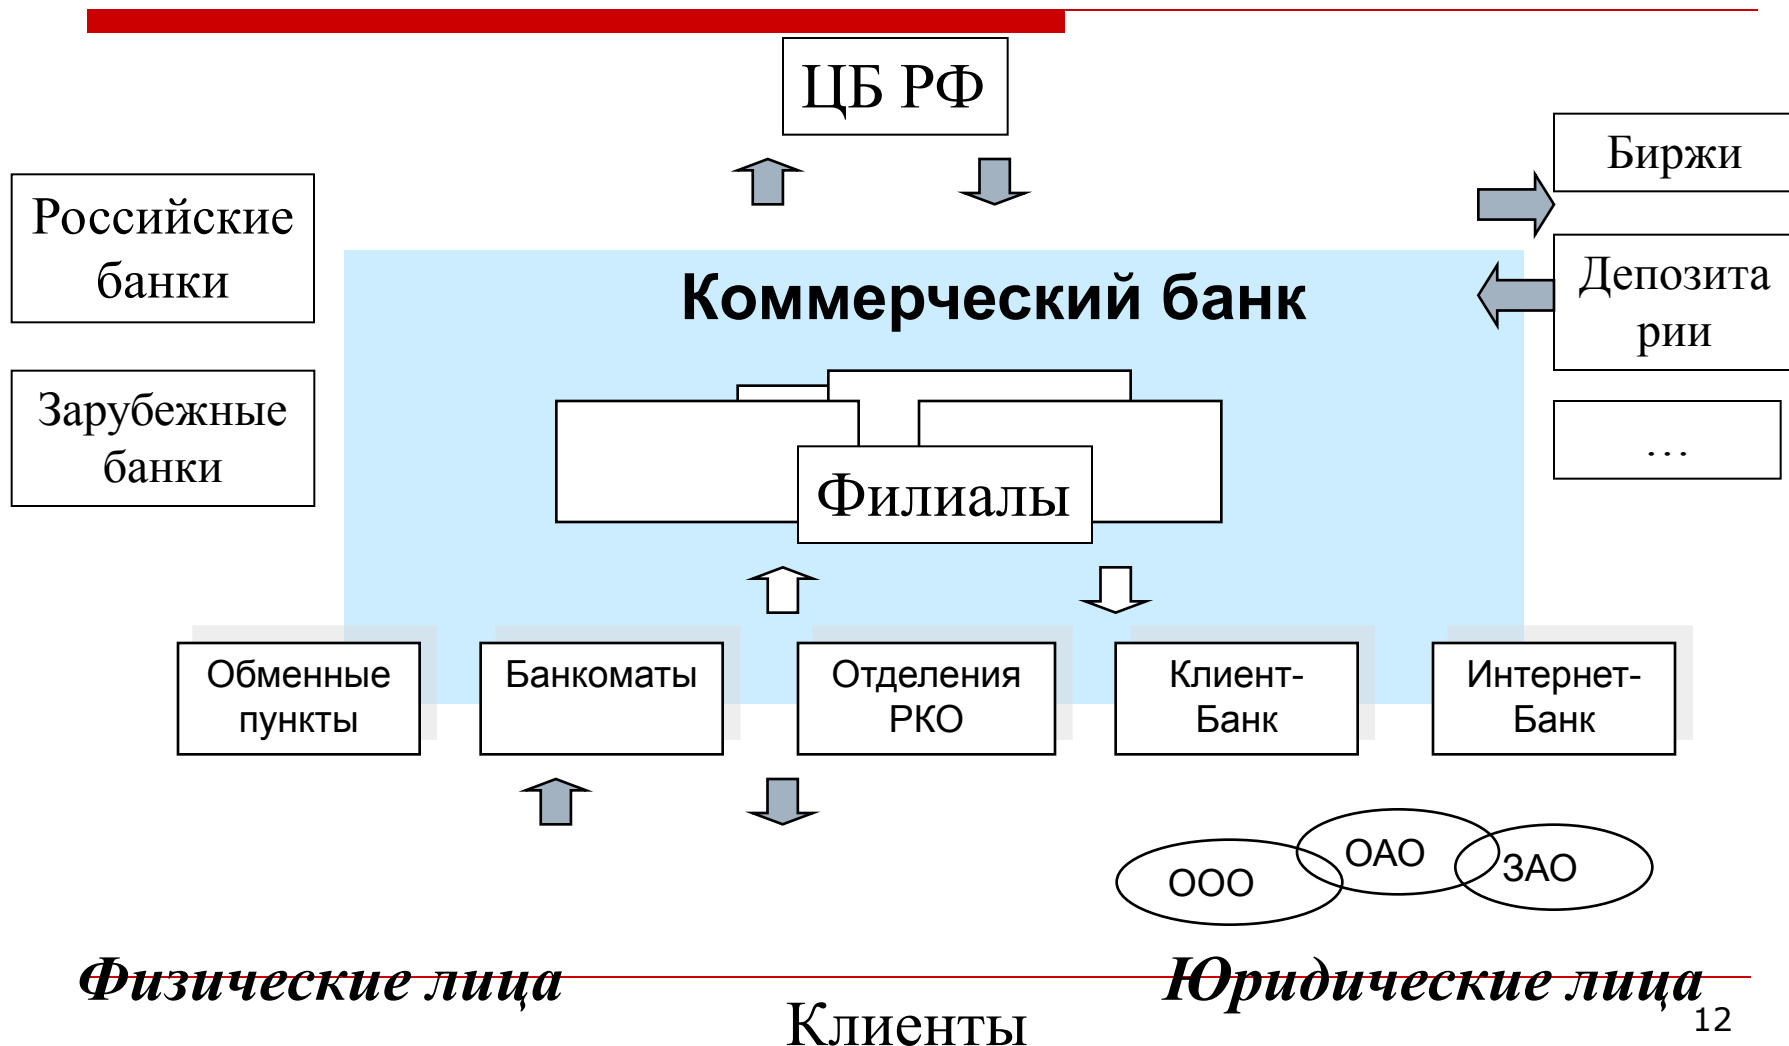 ЦБ РФ
Биржи
Российские
банки
Депозита
рии
Коммерческий банк
Зарубежные
банки
…
Филиалы
Обменные
пункты
Банкоматы
Отделения
РКО
Клиент-
Банк
Интернет-
Банк
ООО
ОАО
ЗАО
Физические лица
Юридические лица
Клиенты
12